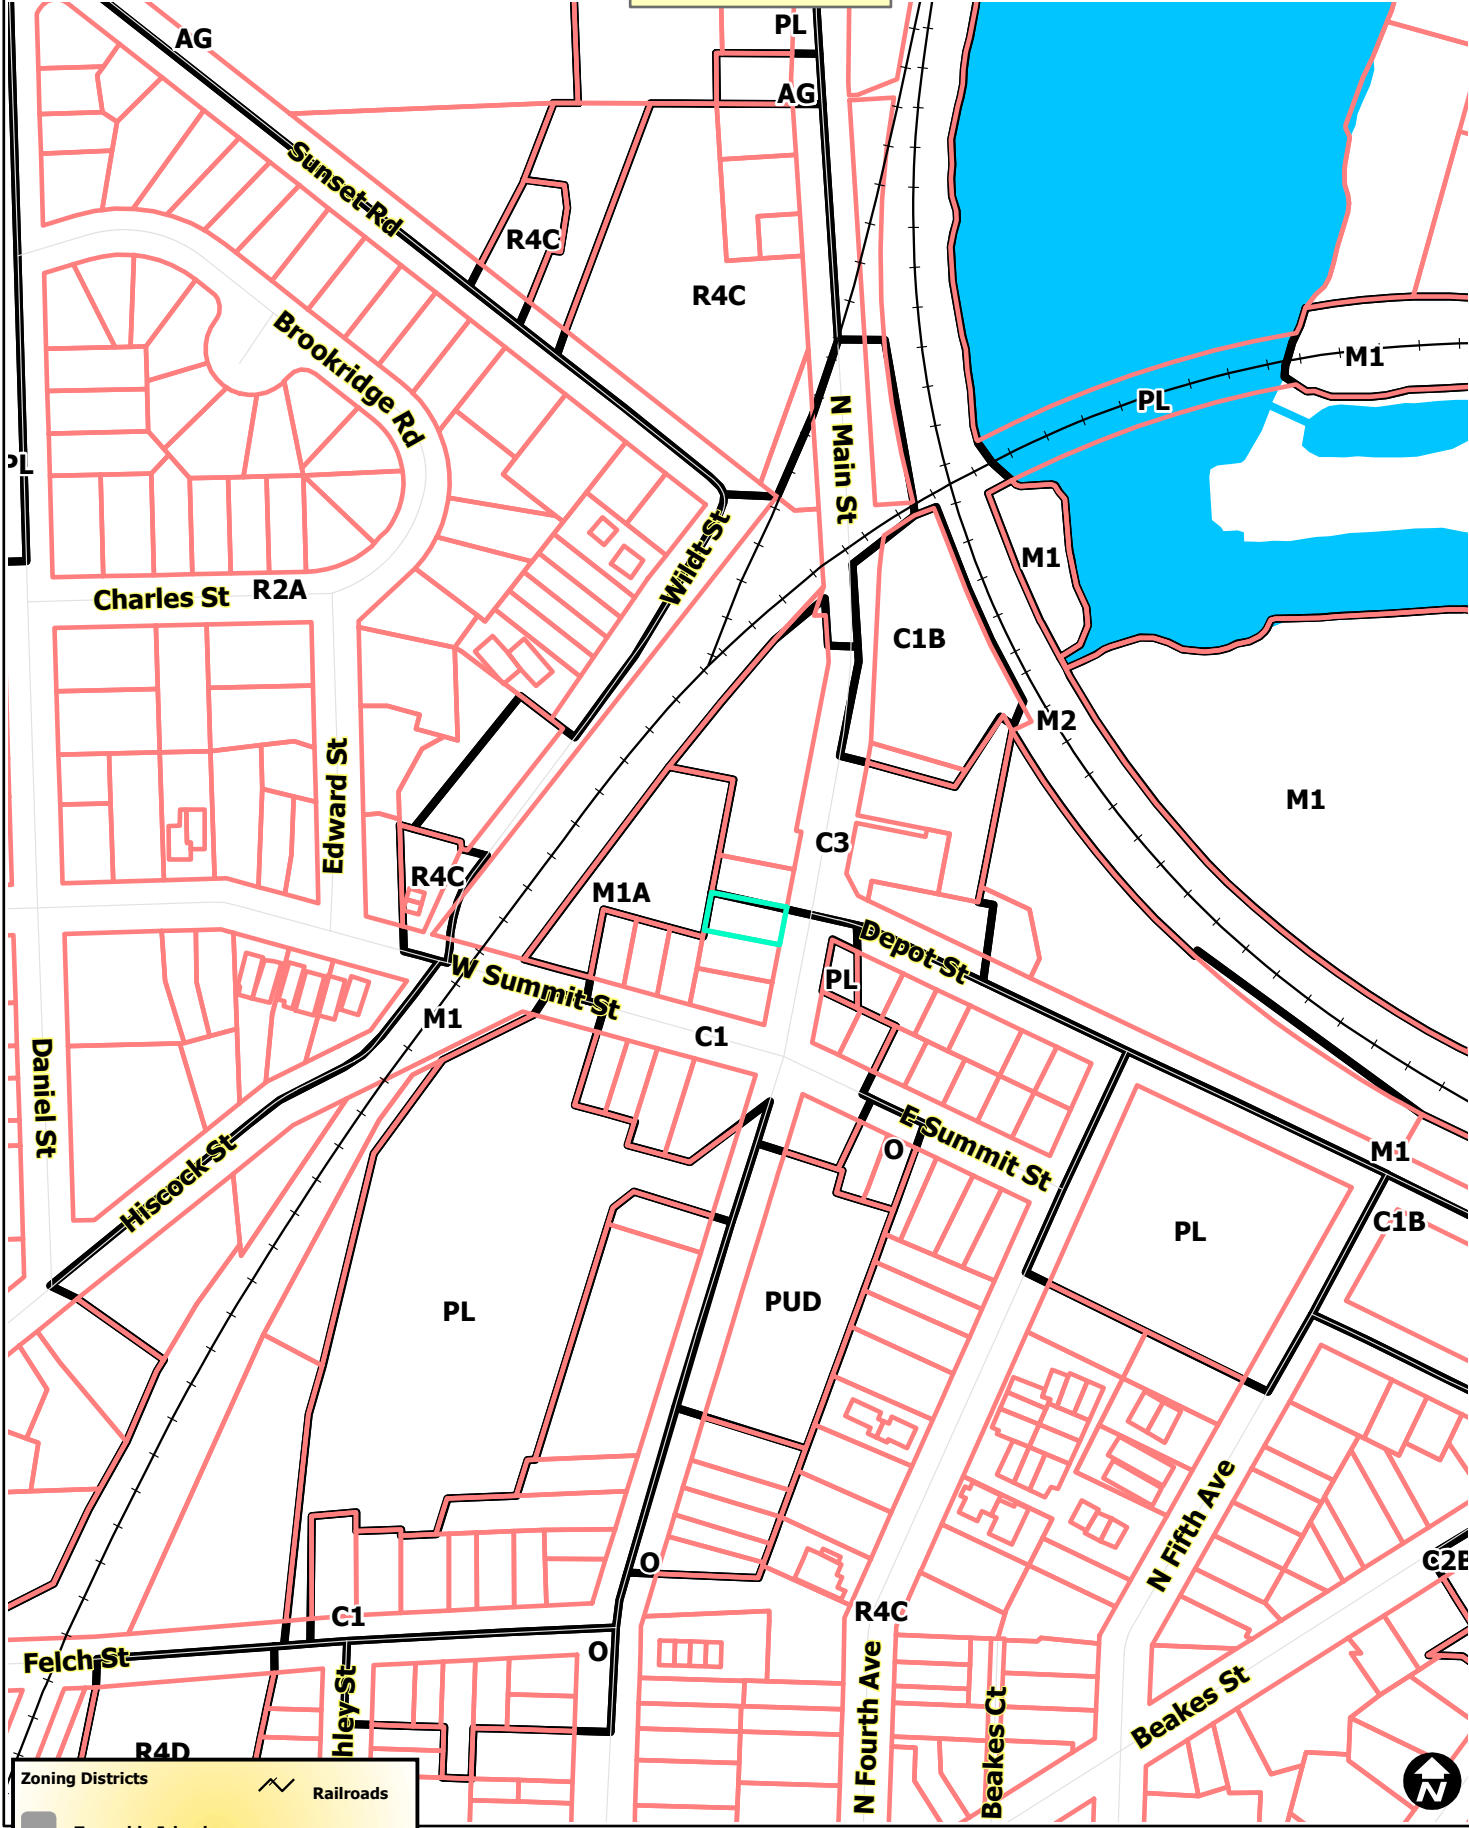 PL
AG
AG
Sunset Rd
R4C
R4C
Brookridge Rd
M1
PL
N Main St
PL
Wildt St
M1
Charles St
R2A
C1B
M2
Edward St
M1
C3
R4C
M1A
Depot St
W Summit St
PL
M1
C1
Daniel St
E Summit St
O
M1
Hiscock St
C1B
PL
PL
PUD
N Fifth Ave
O
C2B
R4C
C1
Felch St
O
hley St
N Fourth Ave
Beakes Ct
Beakes St
R4D
Zoning Districts
Railroads
N